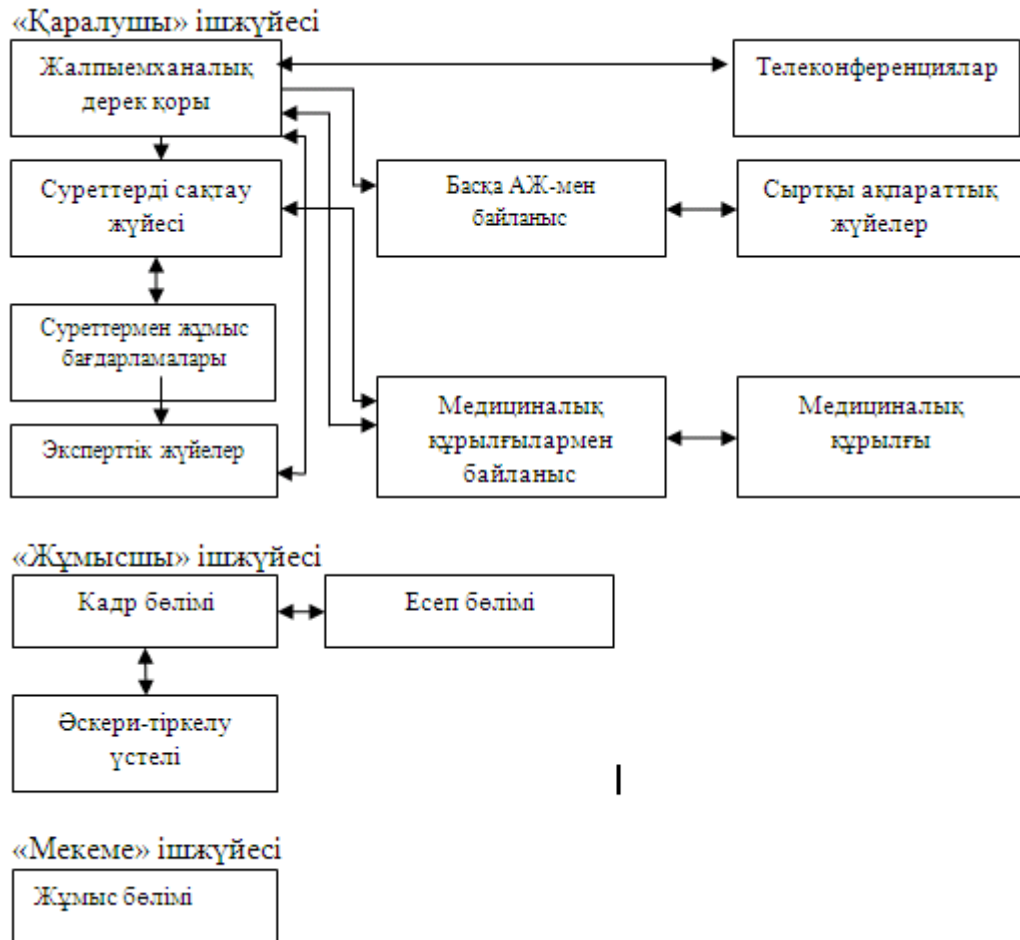 «Қаралушы» ішжүйесі
Жалпыемханалық
дерек қоры
Телеконференциялар
Суреттерді сақтау
жүйесі
Басқа АЖ-мен
байланыс
Сыртқы ақпараттық
жүйелер
Суреттермен жұмыс
бағдарламалары
Эксперттік жүйелер
Медициналық
құрылғылармен
байланыс
Медициналық
құрылғы
«Жұмысшы» ішжүйесі
Кадр бөлімі
Есеп бөлімі
Әскери-тіркелу
үстелі
«Мекеме» ішжүйесі
Жұмыс бөлімі